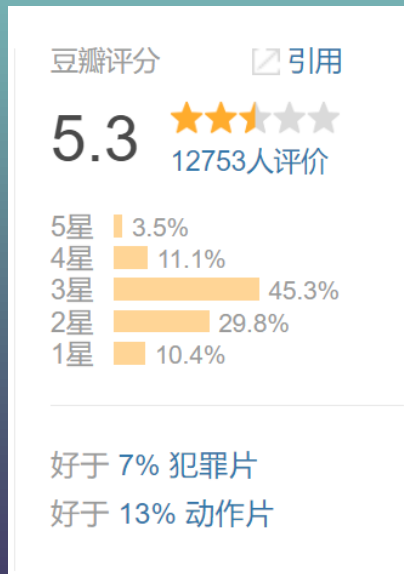 豆瓣评分 引用
5.3
12753人评价
5星 3.5%
4星 11.1%
3星 45.3%
2星 29.8%
1星 10.4%
好于 7% 犯罪片
好于 13% 动作片